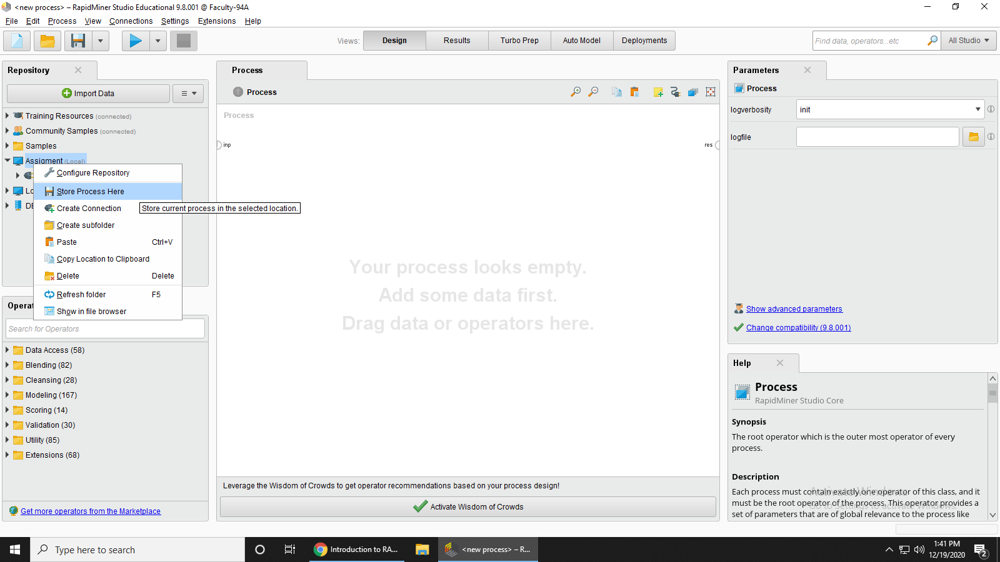 <new process> – RapidMiner Studio Educational 9.8.001 @ Faculty-94A
File Edit Process View Connections Settings Extensions Help
Views: Design Results Turbo Prep Auto Model Deployments
Find data, operators...etc All Studio
Repository
Import Data
Training Resources (connected)
Community Samples (connected)
Samples
Assigment (Local)
Configure Repository
Store Process Here
Create Connection
Store current process in the selected location.
Create subfolder
Paste Ctrl+V
Copy Location to Clipboard
Delete Delete
Refresh folder F5
Show in file browser
Search for Operators
Data Access (58)
Blending (82)
Cleansing (28)
Modeling (167)
Scoring (14)
Validation (30)
Utility (85)
Extensions (68)
Get more operators from the Marketplace
Process
Process
Process
inp res
Your process looks empty.
Add some data first.
Drag data or operators here.
Leverage the Wisdom of Crowds to get operator recommendations based on your process design!
Activate Wisdom of Crowds
Parameters
Process
logverbosity init
logfile
Show advanced parameters
Change compatibility (9.8.001)
Help
Process
RapidMiner Studio Core
Synopsis
The root operator which is the outer most operator of every
process.
Description
Each process must contain exactly one operator of this class, and it
must be the root operator of the process. This operator provides a
set of parameters that are of global relevance to the process like
Activate Windows
Go to Settings to activate Windows.
Type here to search
Introduction to RA...
<new process> – R...
1:41 PM
12/19/2020
2